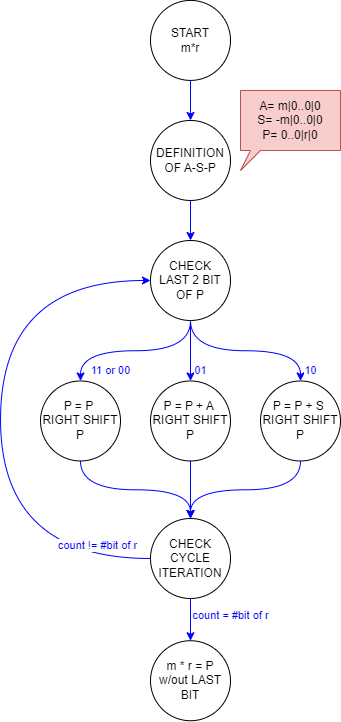 START
m*r
A= m|0..0|0
S= -m|0..0|0
P= 0..0|r|0
DEFINITION
OF A-S-P
CHECK
LAST 2 BIT
OF P
11 or 00
01
10
P = P
RIGHT SHIFT
P
P = P + A
RIGHT SHIFT
P
P = P + S
RIGHT SHIFT
P
CHECK
CYCLE
ITERATION
count != #bit of r
count = #bit of r
m * r = P
w/out LAST
BIT